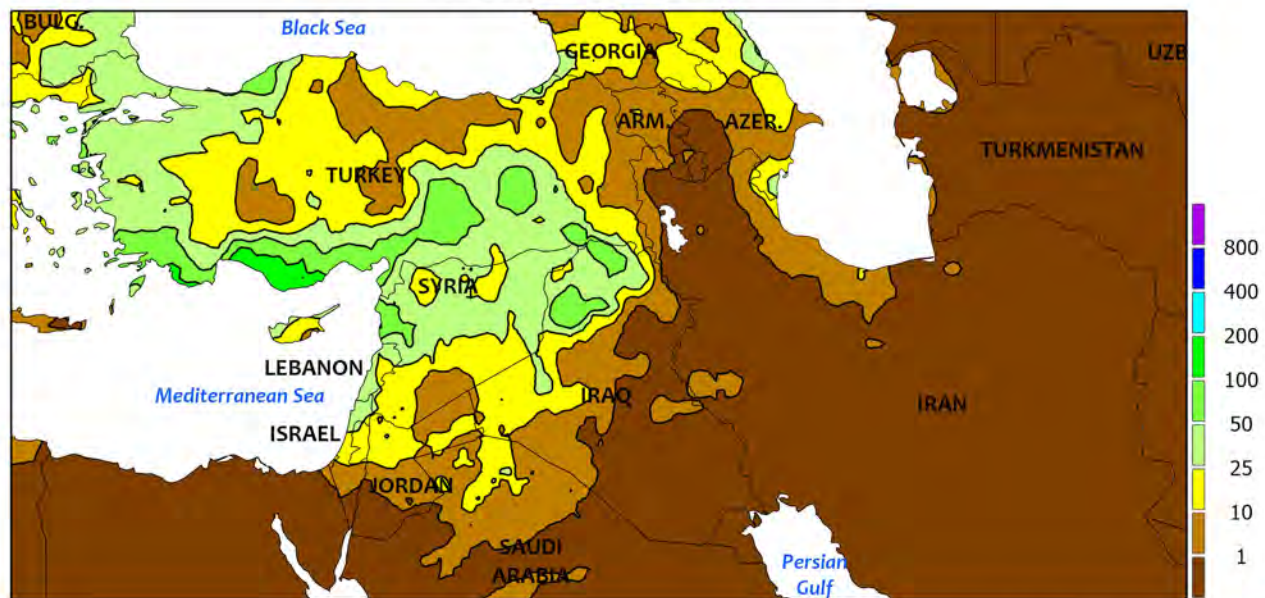 BULG.
Black Sea
GEORGIA
UZB
ARM.
AZER.
TURKMENISTAN
TURKEY
SYRIA
LEBANON
Mediterranean Sea
IRAQ
IRAN
ISRAEL
JORDAN
SAUDI
ARABIA
Persian
Gulf
800
400
200
100
50
25
10
1